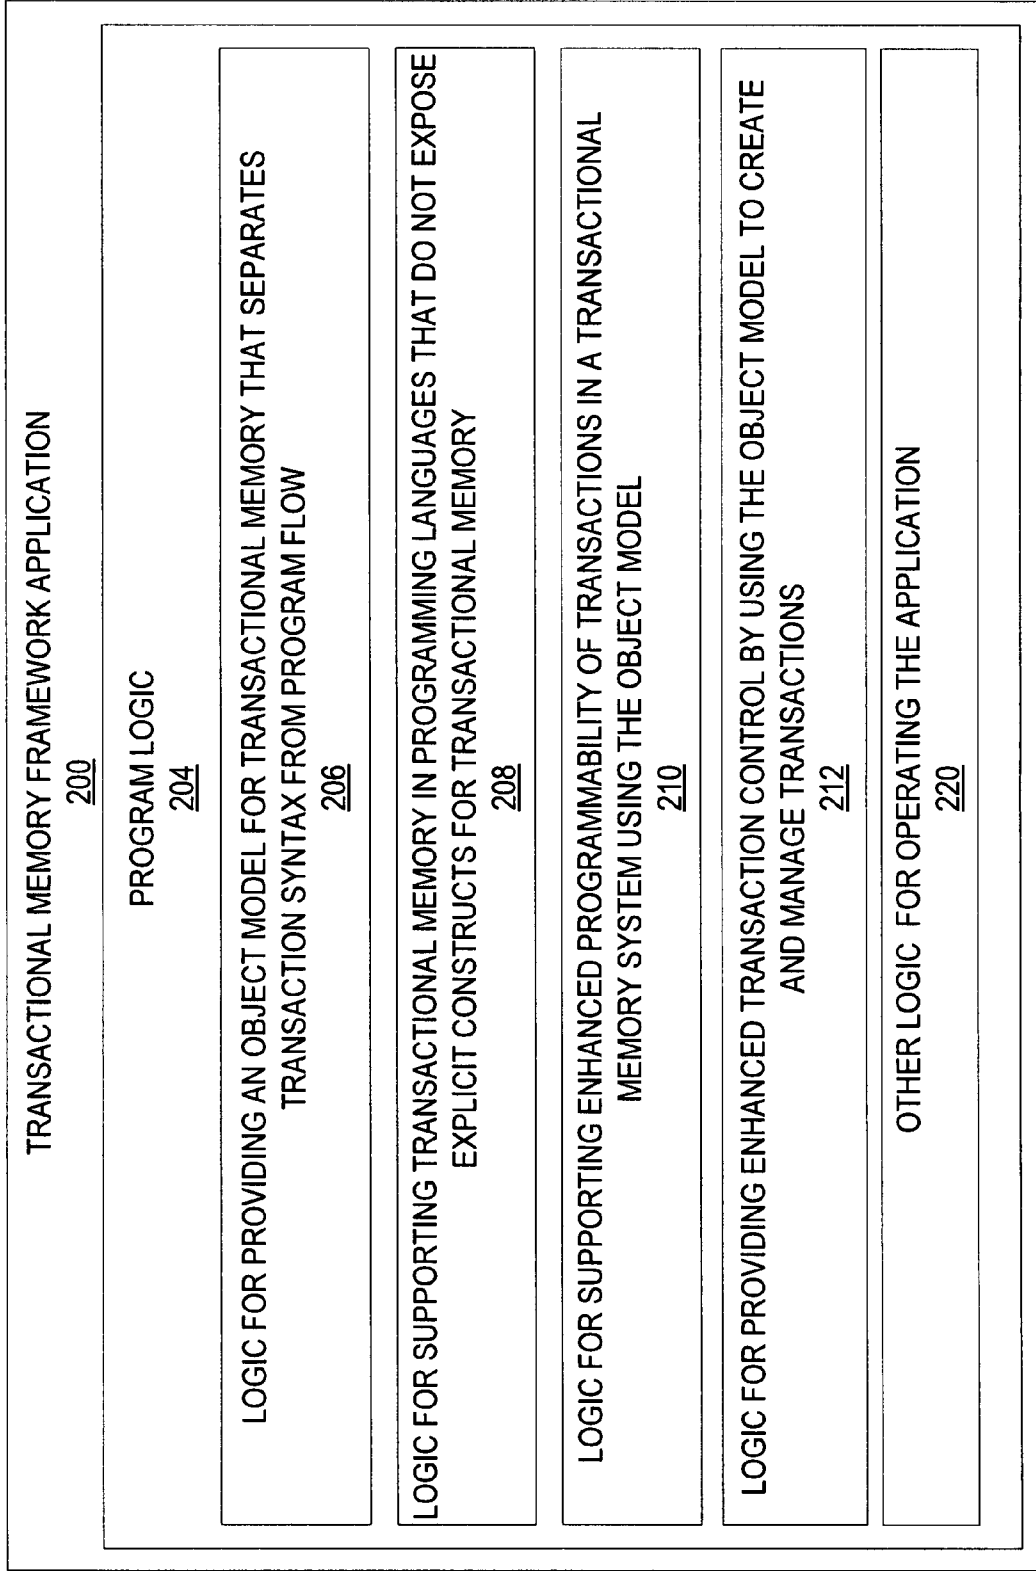 TRANSACTIONAL MEMORY FRAMEWORK APPLICATION
200
PROGRAM LOGIC
204
LOGIC FOR PROVIDING AN OBJECT MODEL FOR TRANSACTIONAL MEMORY THAT SEPARATES
TRANSACTION SYNTAX FROM PROGRAM FLOW
206
LOGIC FOR SUPPORTING TRANSACTIONAL MEMORY IN PROGRAMMING LANGUAGES THAT DO NOT EXPOSE
EXPLICIT CONSTRUCTS FOR TRANSACTIONAL MEMORY
208
LOGIC FOR SUPPORTING ENHANCED PROGRAMMABILITY OF TRANSACTIONS IN A TRANSACTIONAL
MEMORY SYSTEM USING THE OBJECT MODEL
210
LOGIC FOR PROVIDING ENHANCED TRANSACTION CONTROL BY USING THE OBJECT MODEL TO CREATE
AND MANAGE TRANSACTIONS
212
OTHER LOGIC FOR OPERATING THE APPLICATION
220